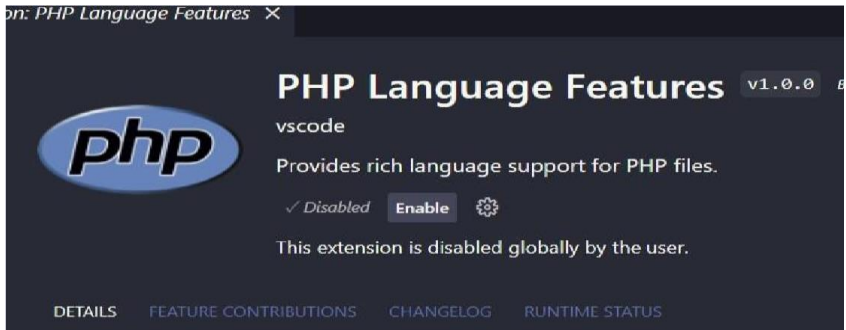 on: PHP Language Features ✕
php
PHP Language Features v1.0.0
vscode
Provides rich language support for PHP files.
✓ Disabled Enable
This extension is disabled globally by the user.
DETAILS FEATURE CONTRIBUTIONS CHANGELOG RUNTIME STATUS